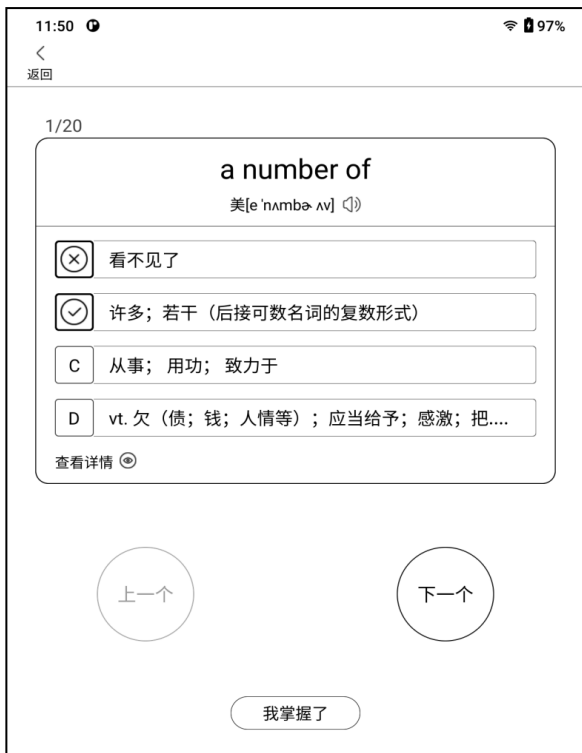 11:50 97%
返回
1/20
a number of
美[e ˈnʌmbɚ ʌv]
看不见了
许多；若干（后接可数名词的复数形式）
C 从事； 用功； 致力于
D vt. 欠（债；钱；人情等）；应当给予；感激；把....
查看详情
上一个 下一个
我掌握了